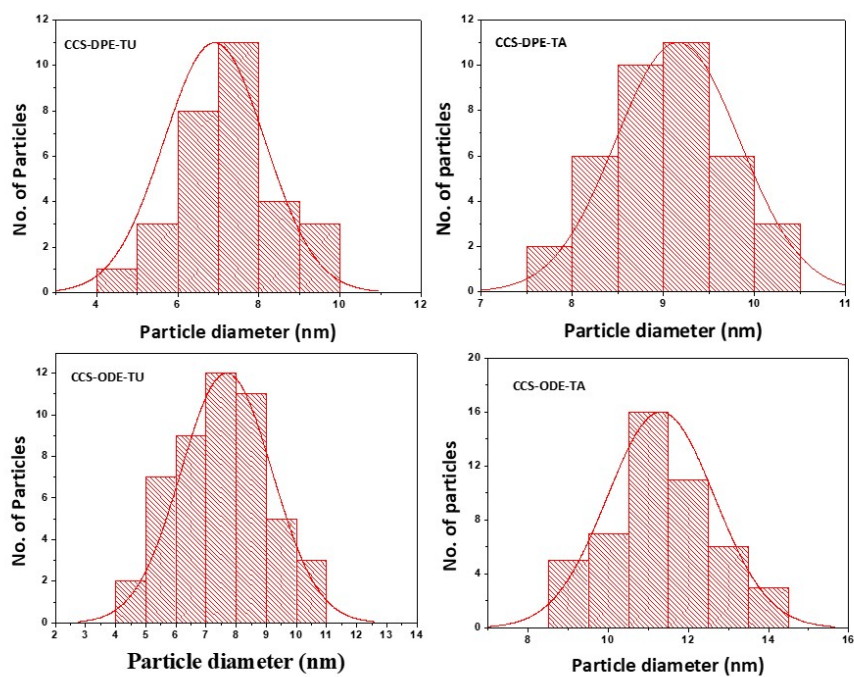 CCS-DPE-TU
No. of Particles
12
10
8
6
4
2
0
4 6 8 10 12
Particle diameter (nm)
CCS-DPE-TA
No. of particles
12
10
8
6
4
2
0
7 8 9 10 11
Particle diameter (nm)
CCS-ODE-TU
No. of Particles
12
10
8
6
4
2
0
2 3 4 5 6 7 8 9 10 11 12 13 14
Particle diameter (nm)
CCS-ODE-TA
No. of particles
20
16
12
8
4
0
8 10 12 14 16
Particle diameter (nm)